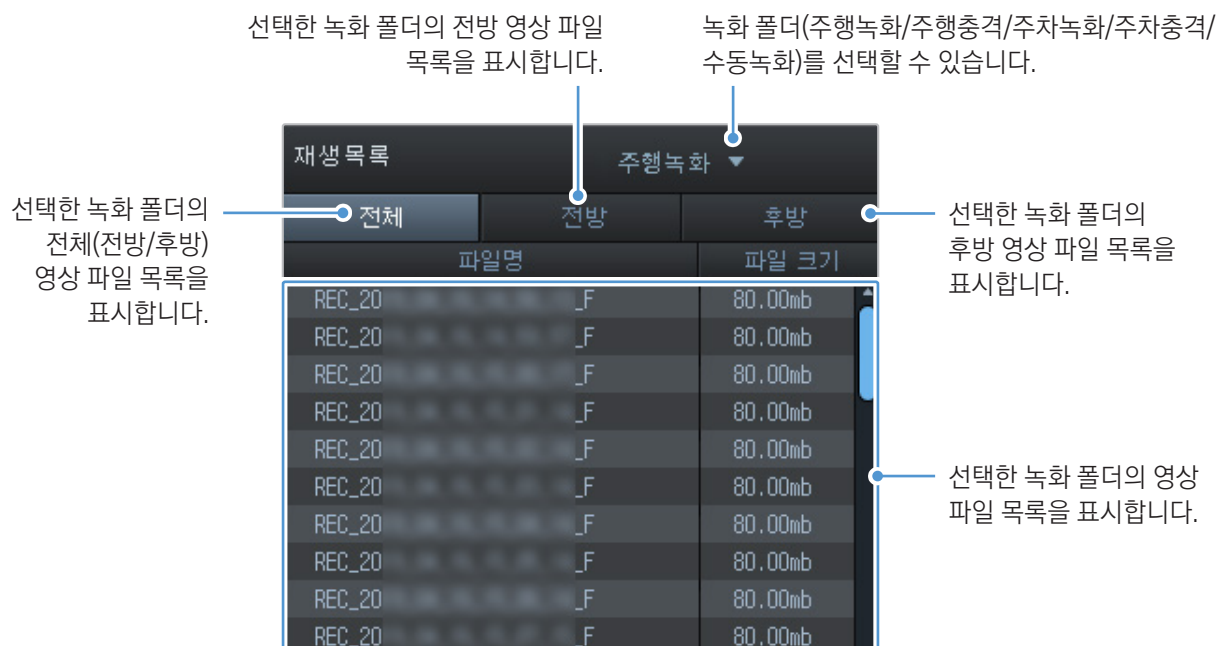 선택한 녹화 폴더의 전방 영상 파일
목록을 표시합니다.
녹화 폴더(주행녹화/주행충격/주차녹화/주차충격/
수동녹화)를 선택할 수 있습니다.
재생목록
주행녹화 ▼
선택한 녹화 폴더의
전체(전방/후방)
영상 파일 목록을
표시합니다.
전체 전방 후방
선택한 녹화 폴더의
후방 영상 파일 목록을
표시합니다.
파일명 파일 크기
REC_20 _F 80.00mb
REC_20 _F 80.00mb
REC_20 _F 80.00mb
REC_20 _F 80.00mb
REC_20 _F 80.00mb
REC_20 _F 80.00mb
REC_20 _F 80.00mb
REC_20 _F 80.00mb
REC_20 _F 80.00mb
REC_20 _F 80.00mb
선택한 녹화 폴더의 영상
파일 목록을 표시합니다.